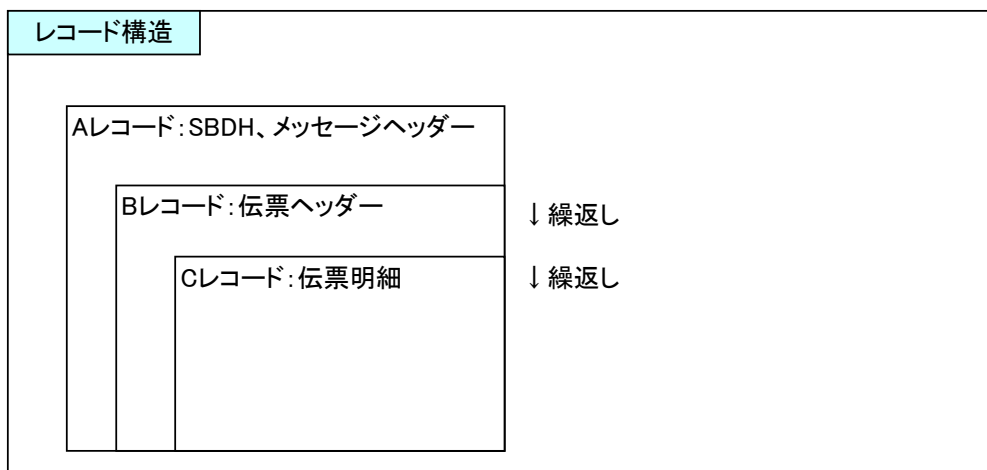 レコード構造
Aレコード：SBDH、メッセージヘッダー
Bレコード：伝票ヘッダー
↓繰返し
Cレコード：伝票明細
↓繰返し